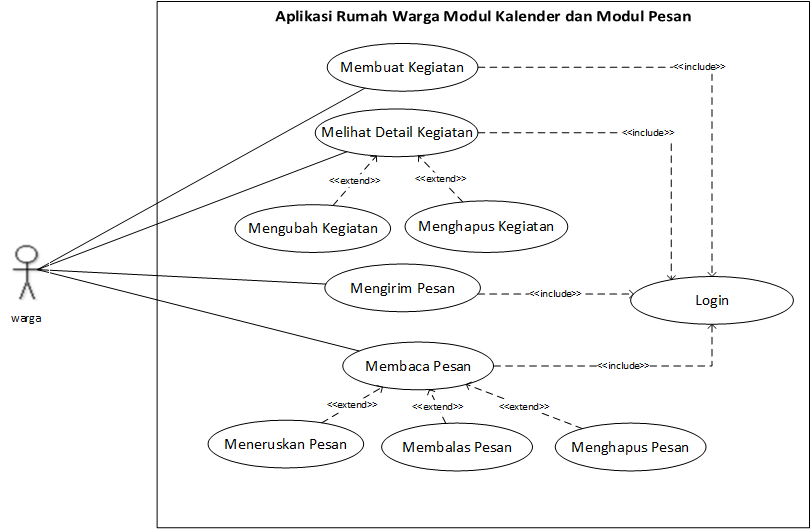 Aplikasi Rumah Warga Modul Kalender dan Modul Pesan
Membuat Kegiatan
<<include>>
Melihat Detail Kegiatan
<<include>>
<<extend>>
<<extend>>
Mengubah Kegiatan
Menghapus Kegiatan
warga
Mengirim Pesan
<<include>>
Login
Membaca Pesan
<<include>>
<<extend>>
<<extend>>
<<extend>>
Meneruskan Pesan
Membalas Pesan
Menghapus Pesan